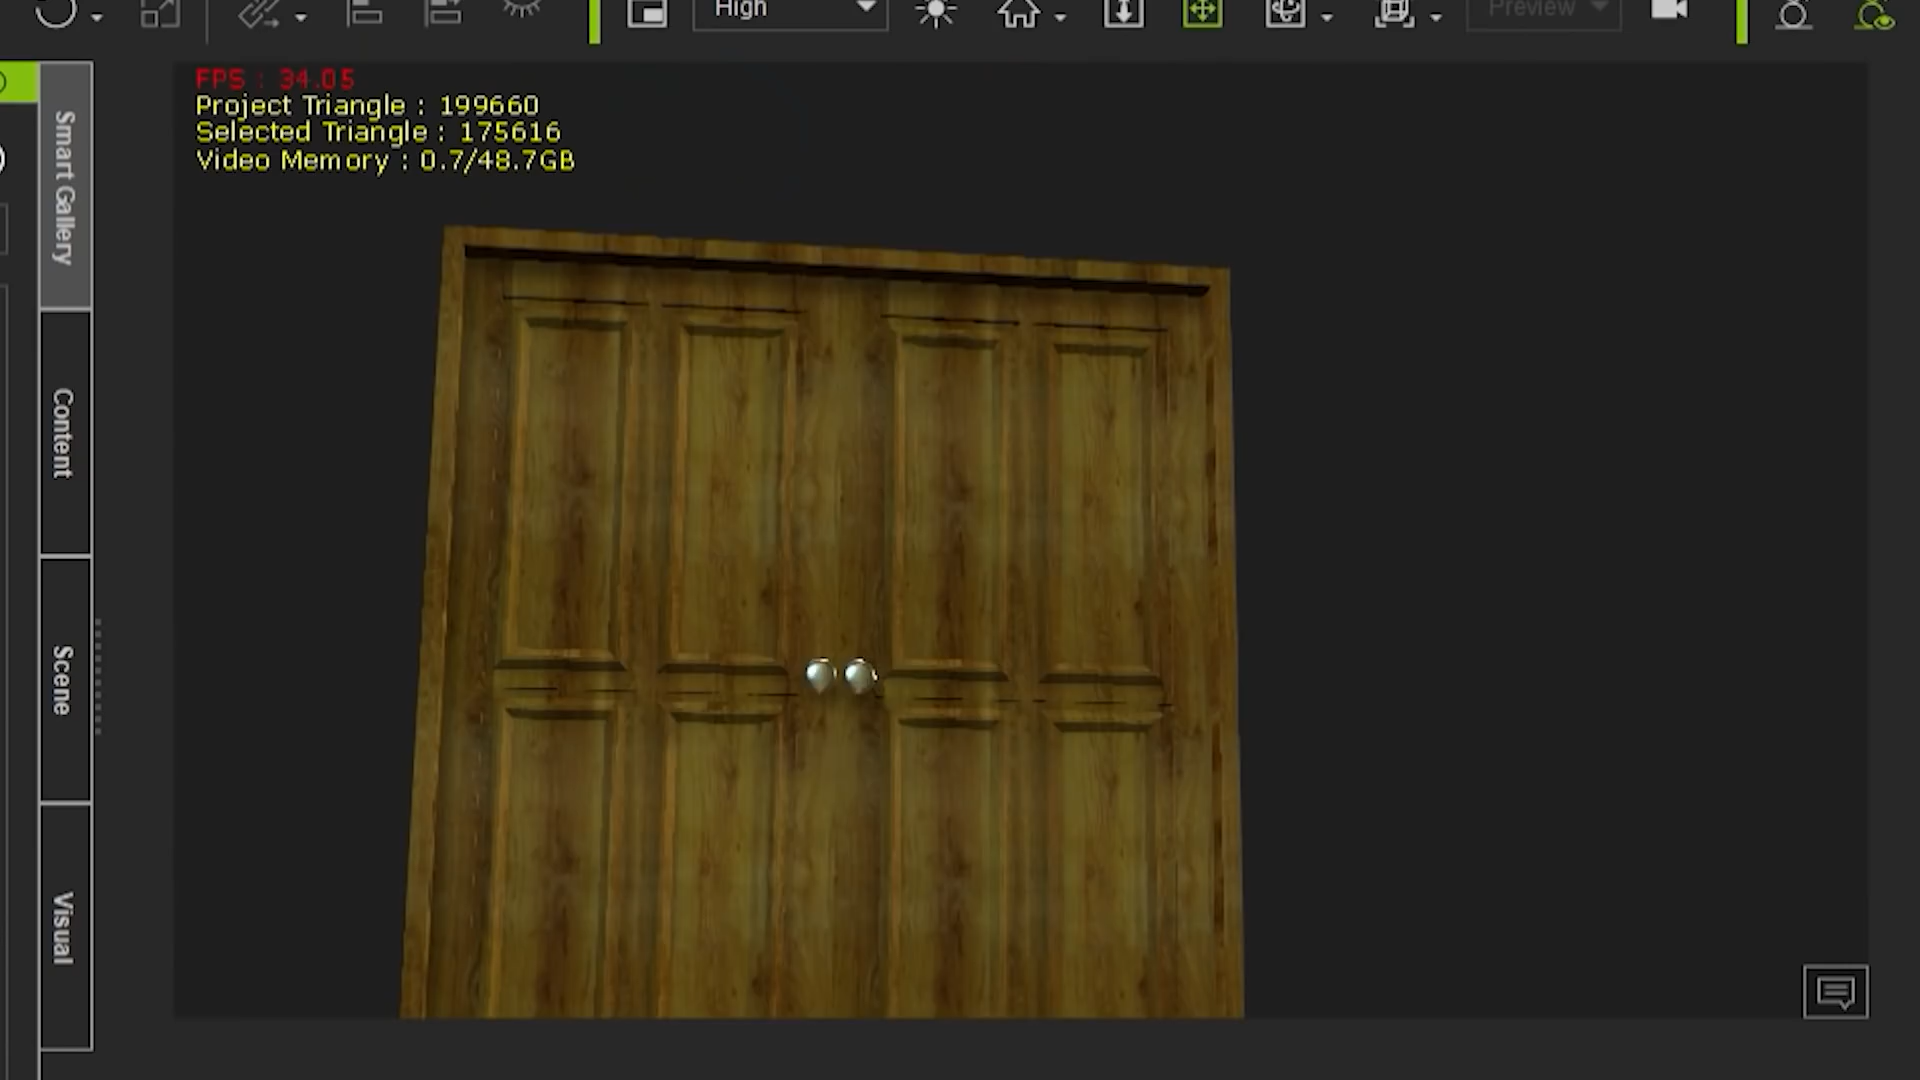 High
Preview
FPS : 34.05
Project Triangle : 199660
Selected Triangle : 175616
Video Memory : 0.7/48.7GB
Smart Gallery
Content
Scene
Visual